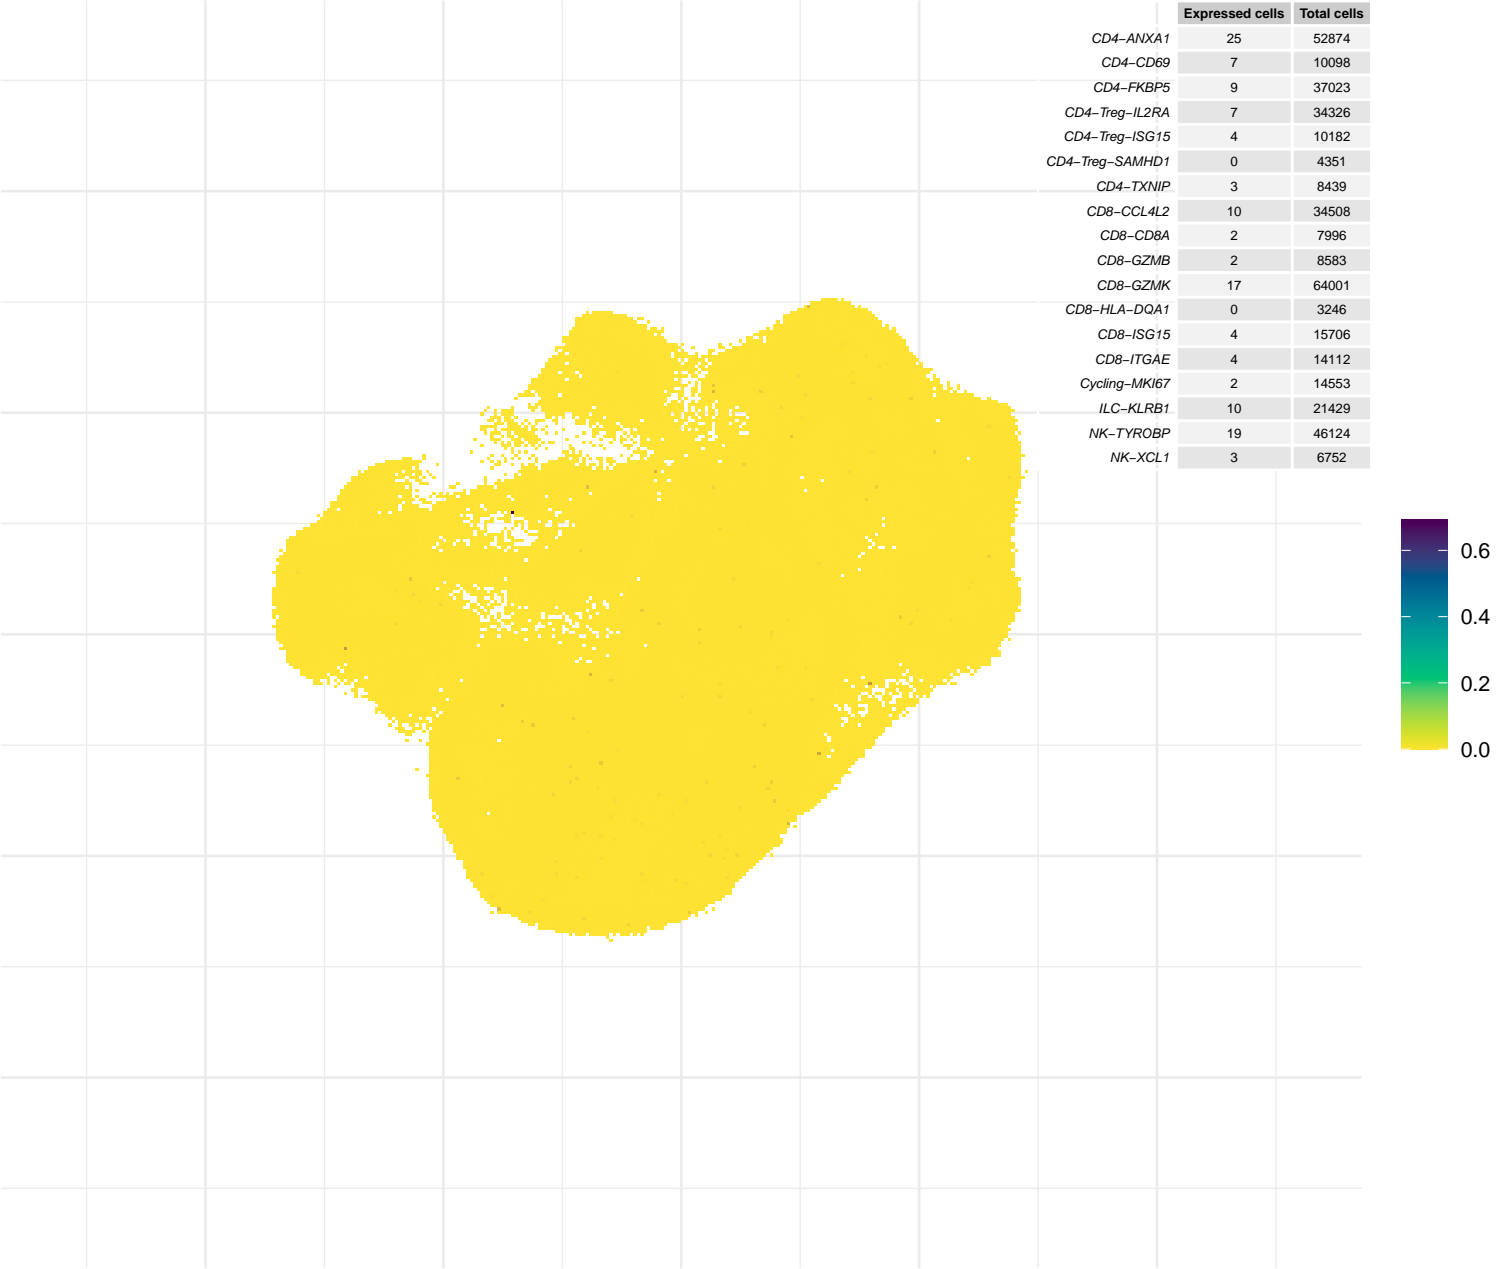 Expressed cells Total cells
CD4−ANXA1 25 52874
CD4−CD69 7 10098
CD4−FKBP5 9 37023
CD4−Treg−IL2RA 7 34326
CD4−Treg−ISG15 4 10182
CD4−Treg−SAMHD1 0 4351
CD4−TXNIP 3 8439
CD8−CCL4L2 10 34508
CD8−CD8A 2 7996
CD8−GZMB 2 8583
CD8−GZMK 17 64001
CD8−HLA−DQA1 0 3246
CD8−ISG15 4 15706
CD8−ITGAE 4 14112
Cycling−MKI67 2 14553
ILC−KLRB1 10 21429
NK−TYROBP 19 46124
NK−XCL1 3 6752
0.6
0.4
0.2
0.0